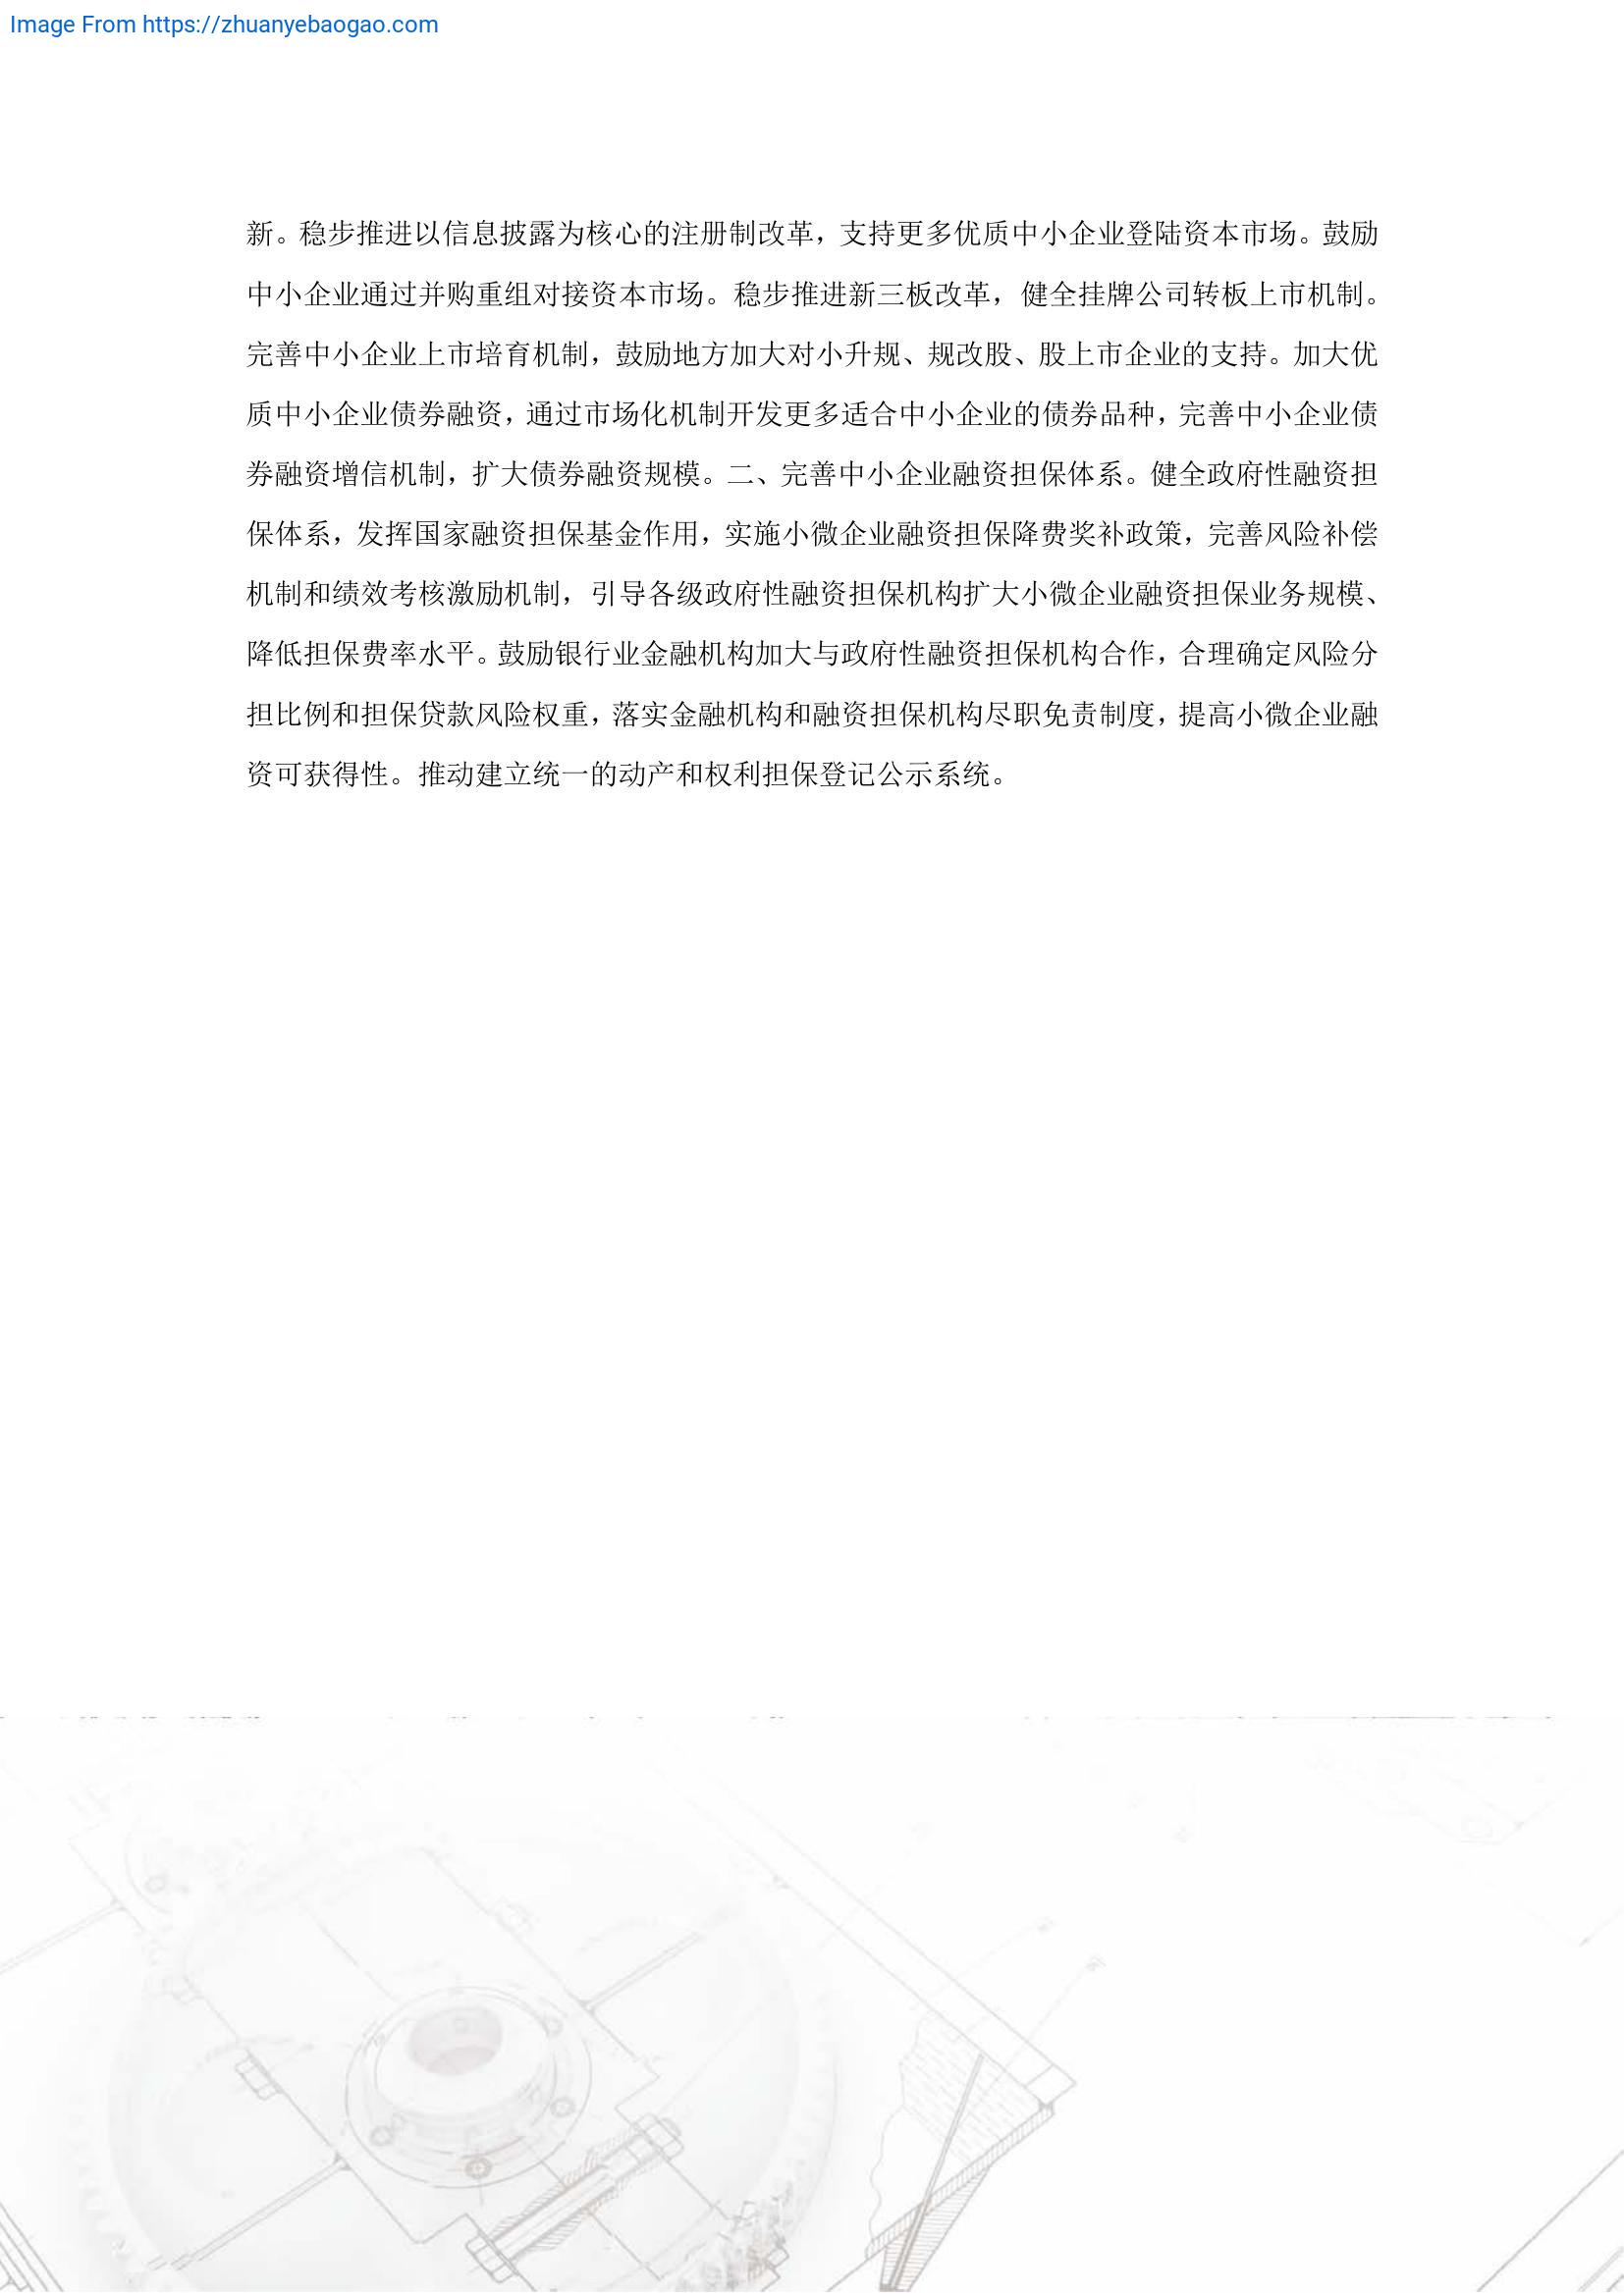 Image From https://zhuanyebaogao.com
新。稳步推进以信息披露为核心的注册制改革，支持更多优质中小企业登陆资本市场。鼓励
中小企业通过并购重组对接资本市场。稳步推进新三板改革，健全挂牌公司转板上市机制。
完善中小企业上市培育机制，鼓励地方加大对小升规、规改股、股上市企业的支持。加大优
质中小企业债券融资，通过市场化机制开发更多适合中小企业的债券品种，完善中小企业债
券融资增信机制，扩大债券融资规模。二、完善中小企业融资担保体系。健全政府性融资担
保体系，发挥国家融资担保基金作用，实施小微企业融资担保降费奖补政策，完善风险补偿
机制和绩效考核激励机制，引导各级政府性融资担保机构扩大小微企业融资担保业务规模、
降低担保费率水平。鼓励银行业金融机构加大与政府性融资担保机构合作，合理确定风险分
担比例和担保贷款风险权重，落实金融机构和融资担保机构尽职免责制度，提高小微企业融
资可获得性。推动建立统一的动产和权利担保登记公示系统。